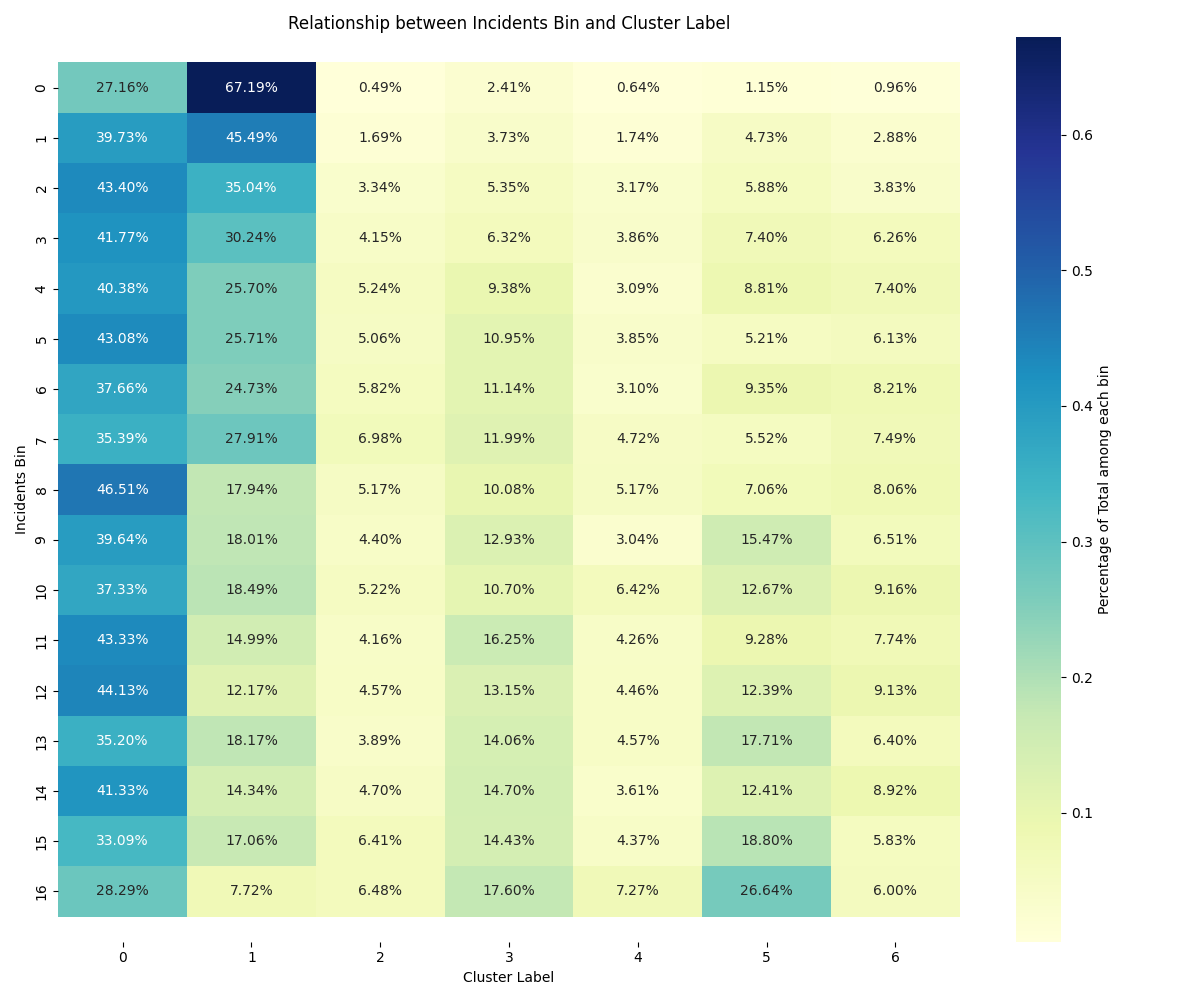 Relationship between Incidents Bin and Cluster Label
0 27.16% 67.19% 0.49% 2.41% 0.64% 1.15% 0.96%
1 39.73% 45.49% 1.69% 3.73% 1.74% 4.73% 2.88%
2 43.40% 35.04% 3.34% 5.35% 3.17% 5.88% 3.83%
3 41.77% 30.24% 4.15% 6.32% 3.86% 7.40% 6.26%
4 40.38% 25.70% 5.24% 9.38% 3.09% 8.81% 7.40%
5 43.08% 25.71% 5.06% 10.95% 3.85% 5.21% 6.13%
6 37.66% 24.73% 5.82% 11.14% 3.10% 9.35% 8.21%
7 35.39% 27.91% 6.98% 11.99% 4.72% 5.52% 7.49%
8 46.51% 17.94% 5.17% 10.08% 5.17% 7.06% 8.06%
9 39.64% 18.01% 4.40% 12.93% 3.04% 15.47% 6.51%
10 37.33% 18.49% 5.22% 10.70% 6.42% 12.67% 9.16%
11 43.33% 14.99% 4.16% 16.25% 4.26% 9.28% 7.74%
12 44.13% 12.17% 4.57% 13.15% 4.46% 12.39% 9.13%
13 35.20% 18.17% 3.89% 14.06% 4.57% 17.71% 6.40%
14 41.33% 14.34% 4.70% 14.70% 3.61% 12.41% 8.92%
15 33.09% 17.06% 6.41% 14.43% 4.37% 18.80% 5.83%
16 28.29% 7.72% 6.48% 17.60% 7.27% 26.64% 6.00%
0 1 2 3 4 5 6
Cluster Label
Incidents Bin
0.6
0.5
0.4
0.3
0.2
0.1
Percentage of Total among each bin